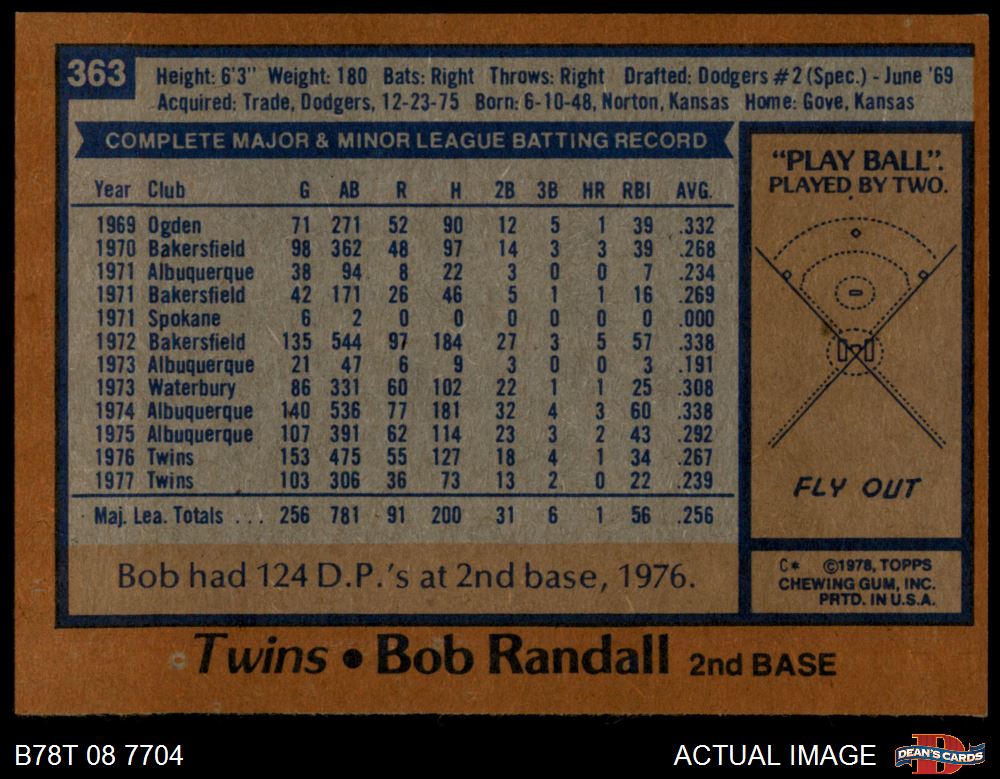 363
Height: 6'3" Weight: 180 Bats: Right Throws: Right Drafted: Dodgers #2 (Spec.) - June '69
Acquired: Trade, Dodgers, 12-23-75 Born: 6-10-48, Norton, Kansas Home: Gove, Kansas
COMPLETE MAJOR & MINOR LEAGUE BATTING RECORD
Year Club G AB R H 2B 3B HR RBI AVG.
1969 Ogden 71 271 52 90 12 5 1 39 .332
1970 Bakersfield 98 362 48 97 14 3 3 39 .268
1971 Albuquerque 38 94 8 22 3 0 0 7 .234
1971 Bakersfield 42 171 26 46 5 1 1 16 .269
1971 Spokane 6 2 0 0 0 0 0 0 .000
1972 Bakersfield 135 544 97 184 27 3 5 57 .338
1973 Albuquerque 21 47 6 9 3 0 0 3 .191
1973 Waterbury 86 331 60 102 22 1 1 25 .308
1974 Albuquerque 140 536 77 181 32 4 3 60 .338
1975 Albuquerque 107 391 62 114 23 3 2 43 .292
1976 Twins 153 475 55 127 18 4 1 34 .267
1977 Twins 103 306 36 73 13 2 0 22 .239
Maj. Lea. Totals ... 256 781 91 200 31 6 1 56 .256
Bob had 124 D.P.'s at 2nd base, 1976.
"PLAY BALL".
PLAYED BY TWO.
FLY OUT
C* ©1978, TOPPS
CHEWING GUM, INC.
PRTD. IN U.S.A.
Twins • Bob Randall 2nd BASE
B78T 08 7704
ACTUAL IMAGE
DEAN'S CARDS